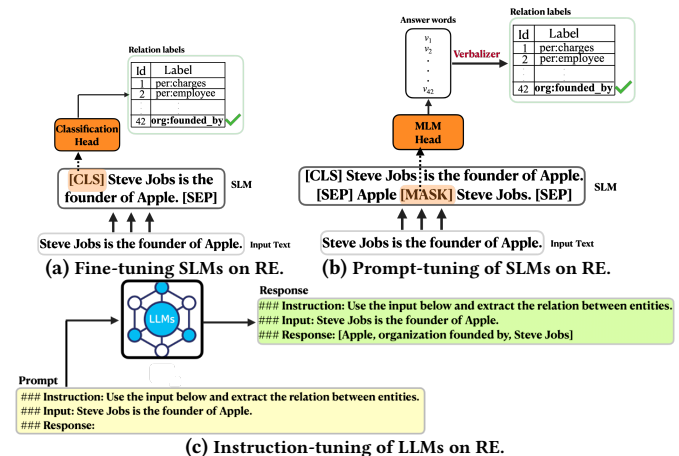 Relation labels
Id Label
1 per:charges
2 per:employee
42 org:founded_by
Classification
Head
[CLS] Steve Jobs is the
founder of Apple. [SEP]
SLM
Steve Jobs is the founder of Apple.
Input Text
(a) Fine-tuning SLMs on RE.
Answer words
v1
v2
.
.
.
v42
Verbalizer
Relation labels
Id Label
1 per:charges
2 per:employee
42 org:founded_by
MLM
Head
[CLS] Steve Jobs is the founder of Apple.
[SEP] Apple [MASK] Steve Jobs. [SEP]
SLM
Steve Jobs is the founder of Apple.
Input Text
(b) Prompt-tuning of SLMs on RE.
LLMs
Response
### Instruction: Use the input below and extract the relation between entities.
### Input: Steve Jobs is the founder of Apple.
### Response: [Apple, organization founded by, Steve Jobs]
Prompt
### Instruction: Use the input below and extract the relation between entities.
### Input: Steve Jobs is the founder of Apple.
### Response:
(c) Instruction-tuning of LLMs on RE.